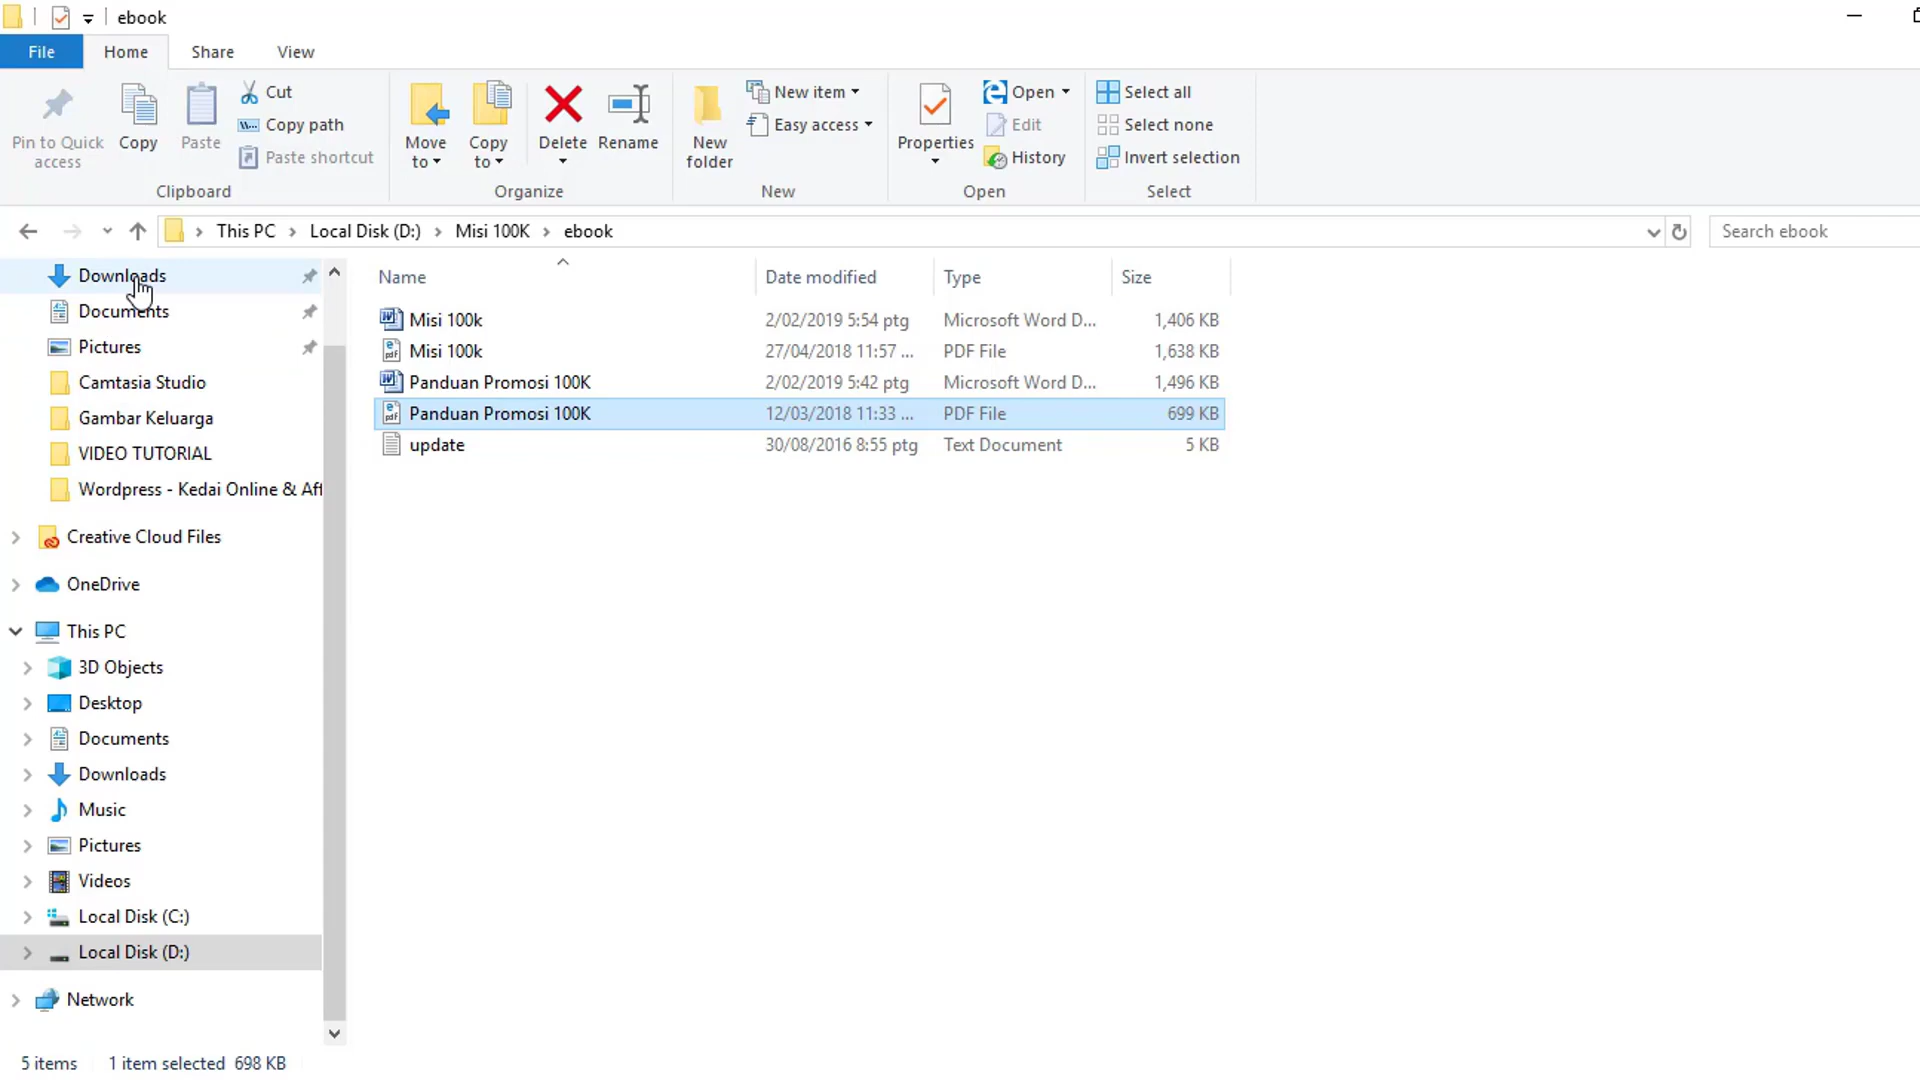 ebook
File Home Share View
Pin to Quick access
Copy
Paste
Cut
Copy path
Paste shortcut
Clipboard
Move to
Copy to
Delete
Rename
Organize
New folder
New item
Easy access
New
Properties
Open
Edit
History
Open
Select all
Select none
Invert selection
Select
This PC > Local Disk (D:) > Misi 100K > ebook
Search ebook
Downloads
Documents
Pictures
Camtasia Studio
Gambar Keluarga
VIDEO TUTORIAL
Wordpress - Kedai Online & Aff
Creative Cloud Files
OneDrive
This PC
3D Objects
Desktop
Documents
Downloads
Music
Pictures
Videos
Local Disk (C:)
Local Disk (D:)
Network
Name Date modified Type Size
Misi 100k 2/02/2019 5:54 ptg Microsoft Word D... 1,406 KB
Misi 100k 27/04/2018 11:57 ... PDF File 1,638 KB
Panduan Promosi 100K 2/02/2019 5:42 ptg Microsoft Word D... 1,496 KB
Panduan Promosi 100K 12/03/2018 11:33 ... PDF File 699 KB
update 30/08/2016 8:55 ptg Text Document 5 KB
5 items 1 item selected 698 KB